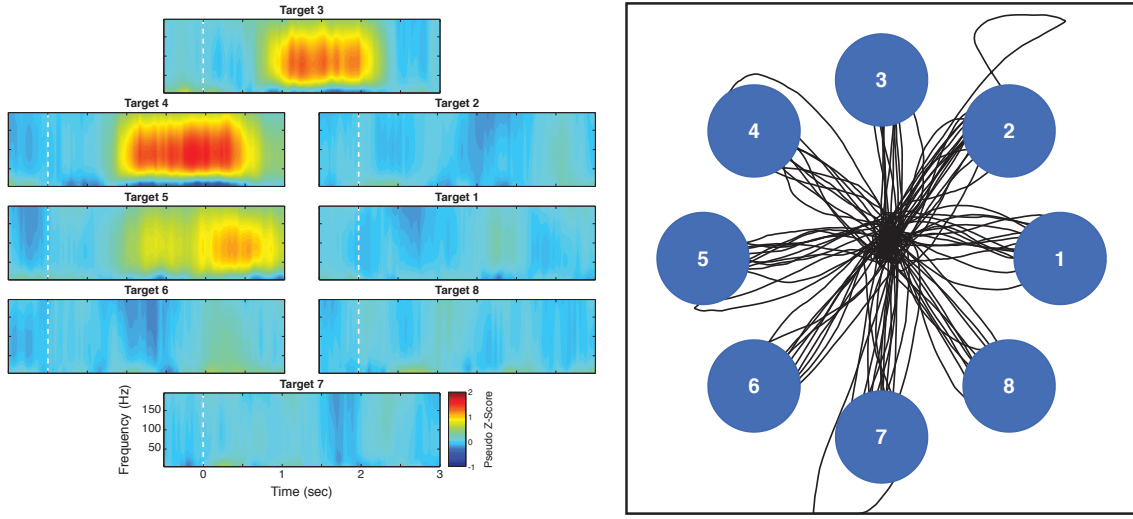 Target 3
Target 4
Target 2
Target 5
Target 1
Target 6
Target 8
Target 7
Frequency (Hz)
150
100
50
0
1
2
3
Time (sec)
2
1
0
-1
Pseudo Z-Score
3
4
2
5
1
6
8
7